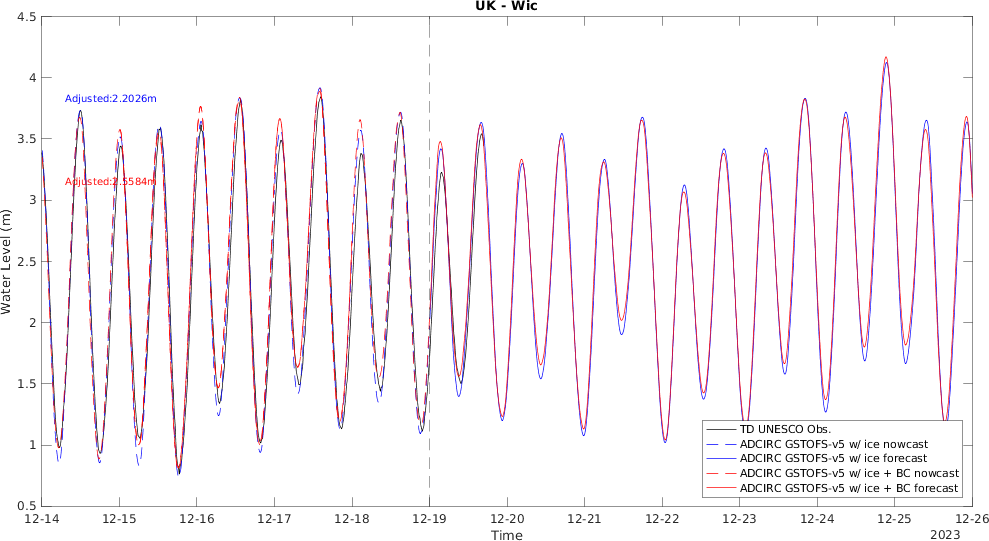 UK - Wic
4.5
4
3.5
3
2.5
2
1.5
1
0.5
Water Level (m)
Adjusted:2.2026m
TD UNESCO Obs.
ADCIRC GSTOFS-v5 w/ ice nowcast
ADCIRC GSTOFS-v5 w/ ice forecast
ADCIRC GSTOFS-v5 w/ ice + BC nowcast
ADCIRC GSTOFS-v5 w/ ice + BC forecast
12-14 12-15 12-16 12-17 12-18 12-19 12-20 12-21 12-22 12-23 12-24 12-25 12-26
Time
2023